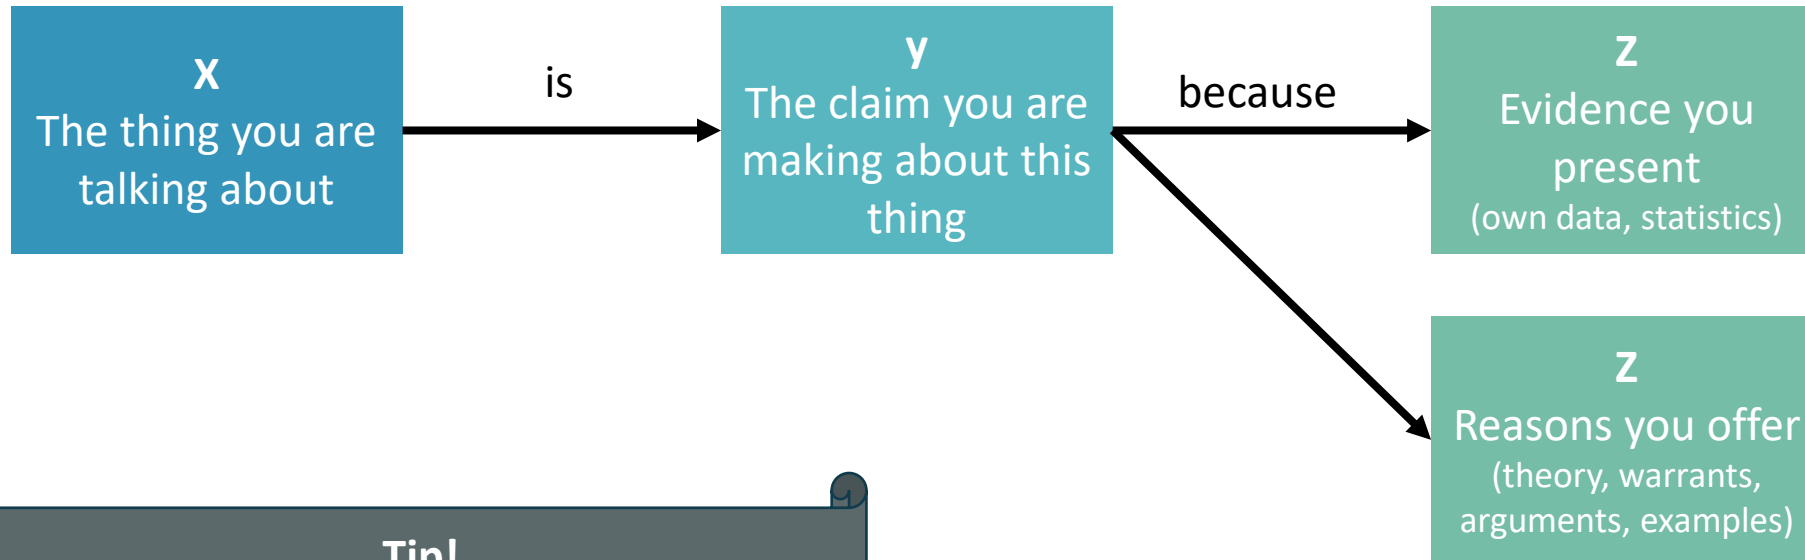 X
The thing you are
talking about
is
y
The claim you are
making about this
thing
because
Z
Evidence you
present
(own data, statistics)
Z
Reasons you offer
(theory, warrants,
arguments, examples)
Tip!